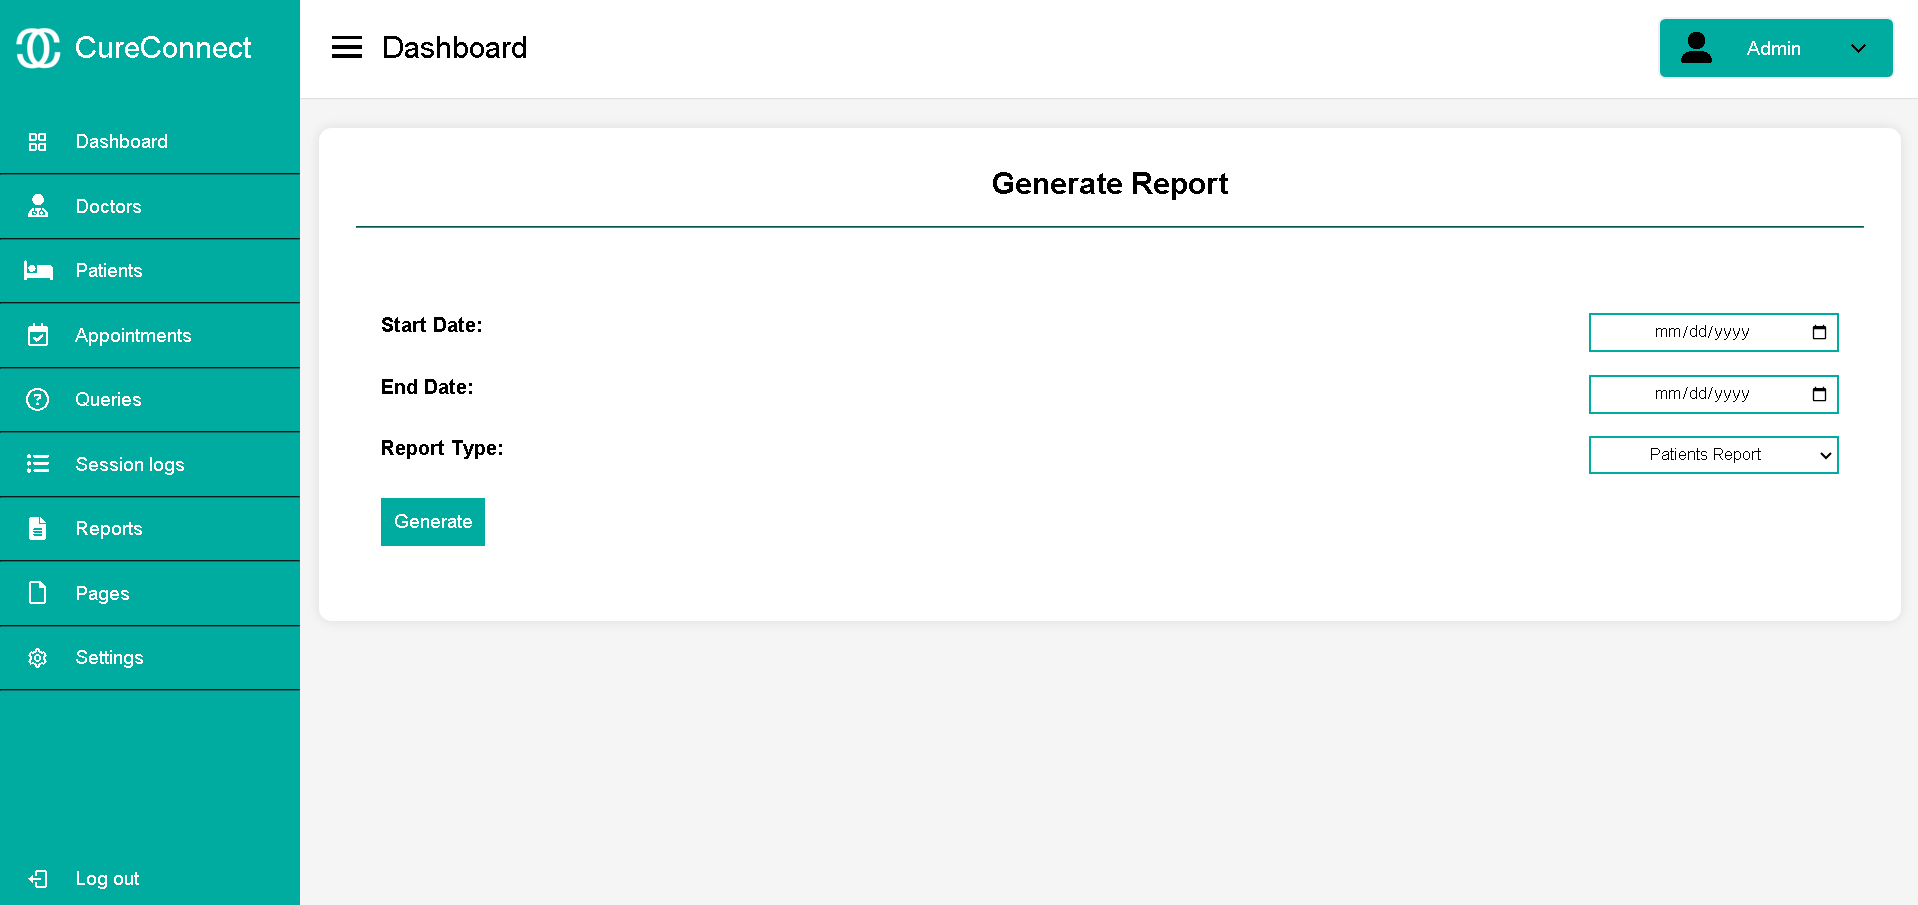 CureConnect
Dashboard
Admin
Dashboard
Doctors
Patients
Appointments
Queries
Session logs
Reports
Pages
Settings
Log out
Generate Report
Start Date:
mm/dd/yyyy
End Date:
mm/dd/yyyy
Report Type:
Patients Report
Generate